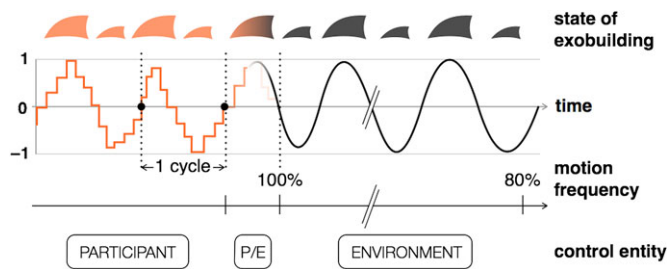 state of
exobuilding
1
0
time
-1
1 cycle
100%
80%
motion
frequency
PARTICIPANT
P/E
ENVIRONMENT
control entity